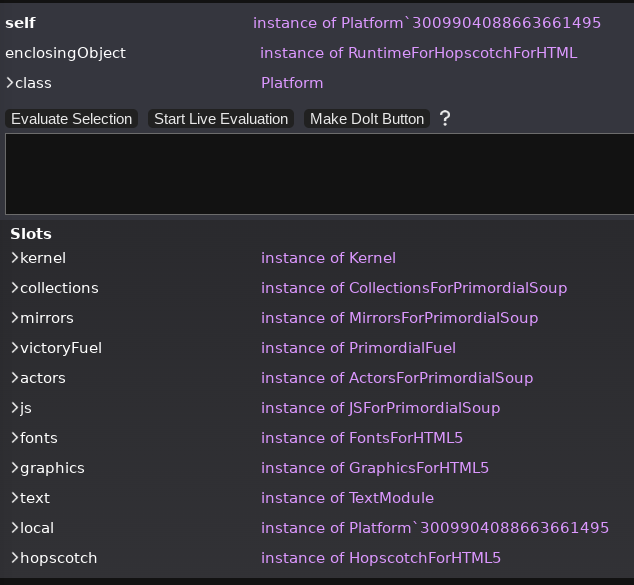 self instance of Platform`3009904088663661495
enclosingObject instance of RuntimeForHopscotchForHTML
class Platform
Evaluate Selection Start Live Evaluation Make DoIt Button ?
Slots
kernel instance of Kernel
collections instance of CollectionsForPrimordialSoup
mirrors instance of MirrorsForPrimordialSoup
victoryFuel instance of PrimordialFuel
actors instance of ActorsForPrimordialSoup
js instance of JSForPrimordialSoup
fonts instance of FontsForHTML5
graphics instance of GraphicsForHTML5
text instance of TextModule
local instance of Platform`3009904088663661495
hopscotch instance of HopscotchForHTML5